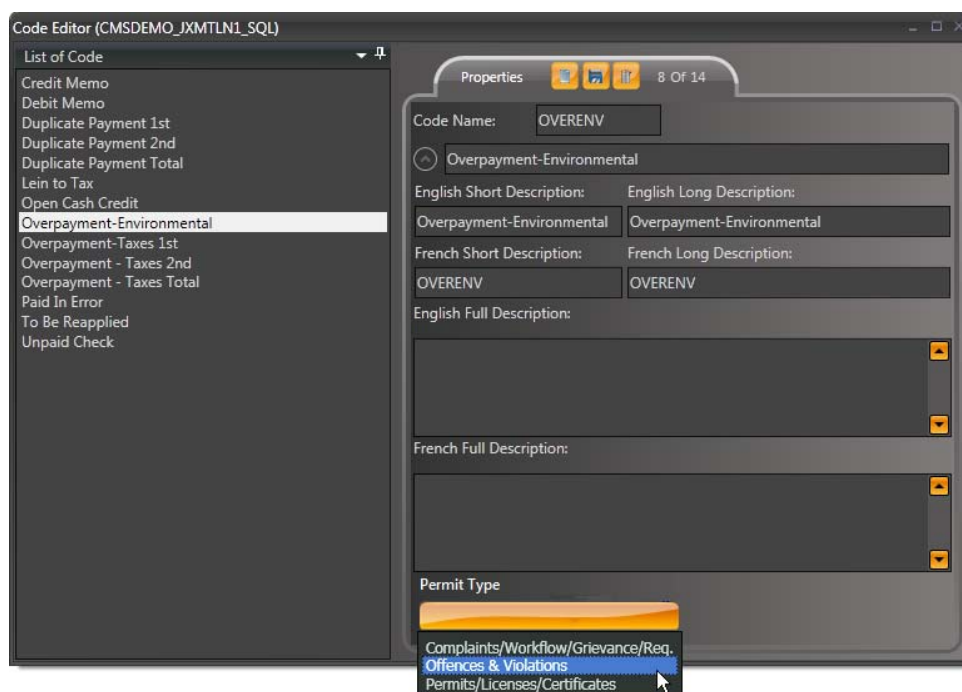 Code Editor (CMSDEMO_JXMTLN1_SQL)
List of Code
Credit Memo
Debit Memo
Duplicate Payment 1st
Duplicate Payment 2nd
Duplicate Payment Total
Lein to Tax
Open Cash Credit
Overpayment-Environmental
Overpayment-Taxes 1st
Overpayment - Taxes 2nd
Overpayment - Taxes Total
Paid In Error
To Be Reapplied
Unpaid Check
Properties 8 Of 14
Code Name: OVERENV
Overpayment-Environmental
English Short Description: English Long Description:
Overpayment-Environmental Overpayment-Environmental
French Short Description: French Long Description:
OVERENV OVERENV
English Full Description:
French Full Description:
Permit Type
Complaints/Workflow/Grievance/Req.
Offences & Violations
Permits/Licenses/Certificates